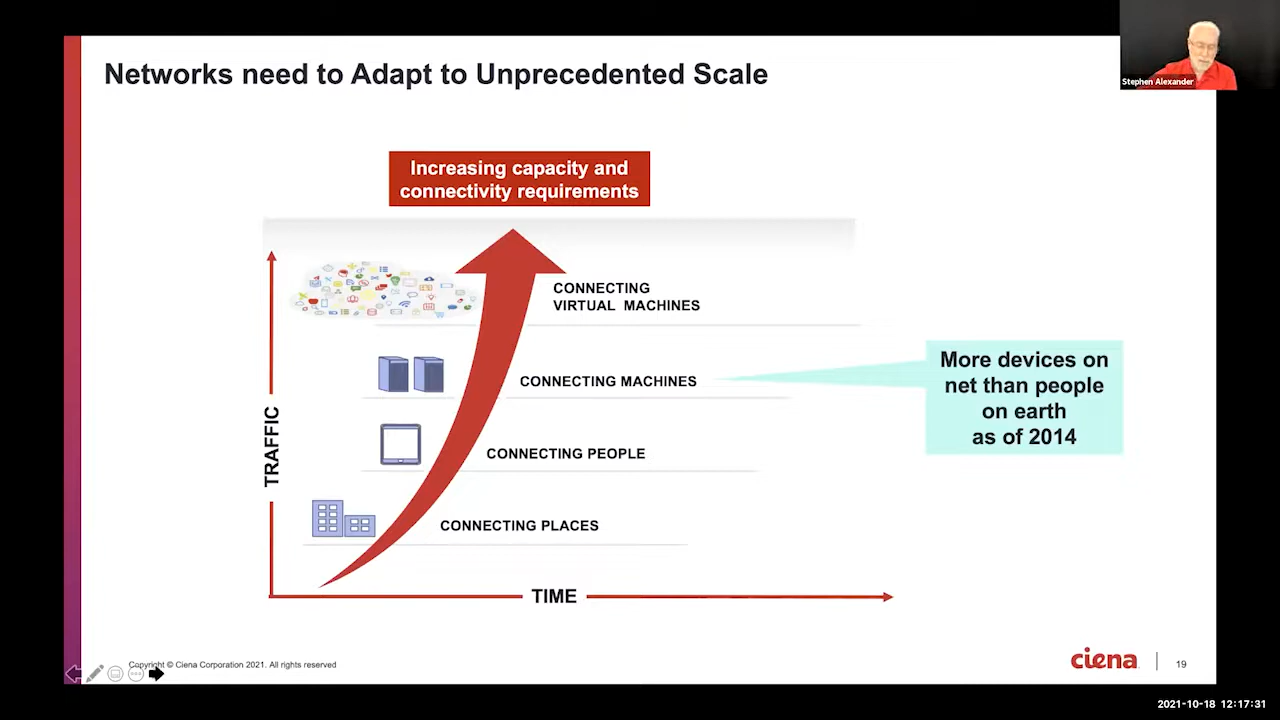 Networks need to Adapt to Unprecedented Scale
Stephen Alexander
Increasing capacity and
connectivity requirements
CONNECTING
VIRTUAL MACHINES
CONNECTING MACHINES
More devices on
net than people
on earth
as of 2014
CONNECTING PEOPLE
CONNECTING PLACES
TRAFFIC
TIME
Copyright © Ciena Corporation 2021. All rights reserved
ciena
19
2021-10-18 12:17:31